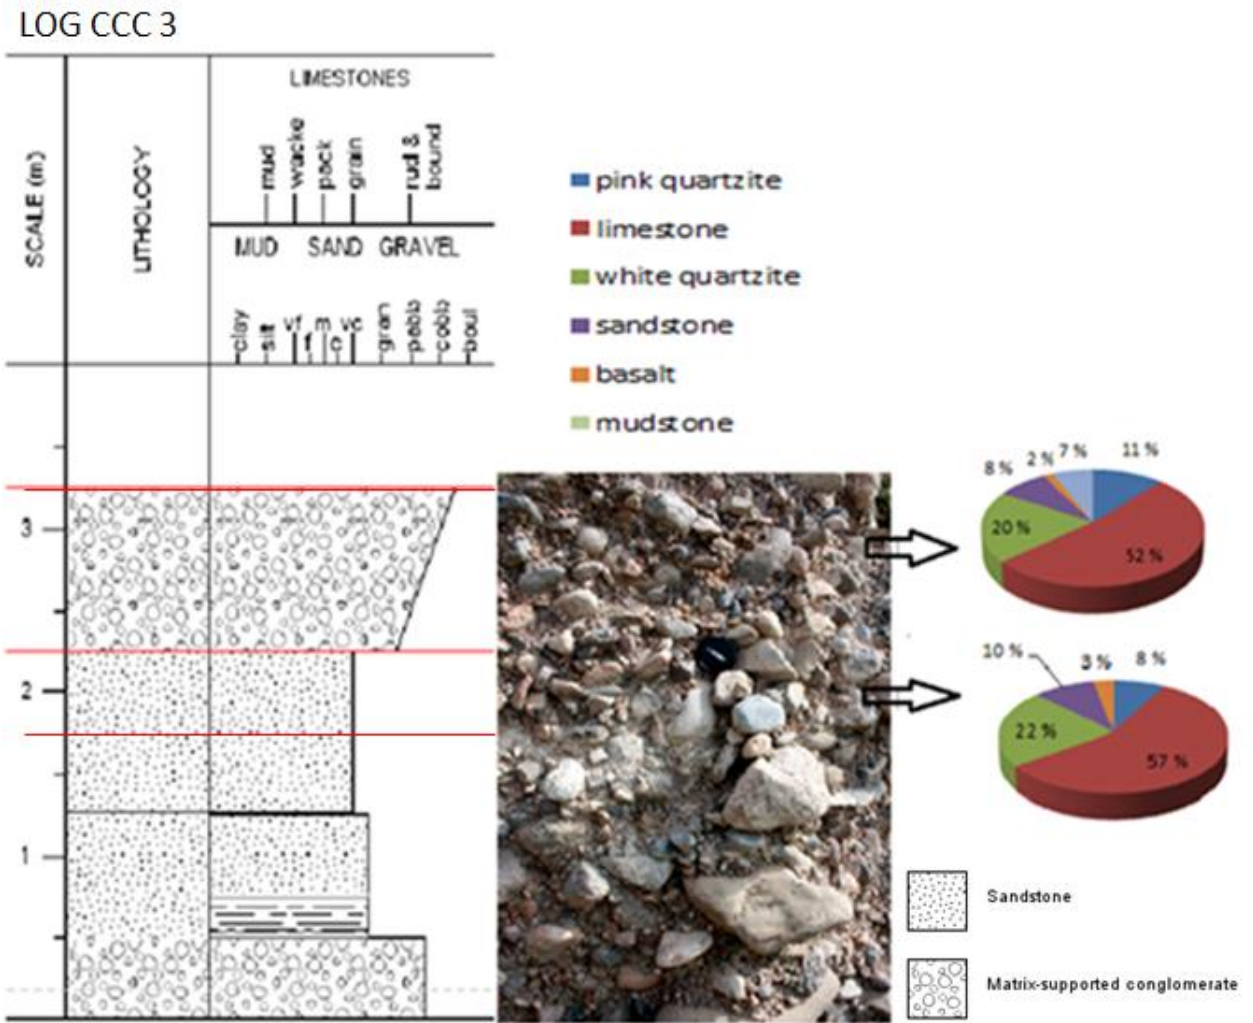 LOG CCC 3
SCALE (m)
LITHOLOGY
LIMESTONES
mud
wacke
pack
grain
rud &
bound
MUD SAND GRAVEL
clay
silt
vf
f
m
c
vc
gran
pebb
cobb
boul
3
2
1
pink quartzite
limestone
white quartzite
sandstone
basalt
mudstone
8 % 2 % 7 % 11 %
20 %
52 %
10 % 3 % 8 %
22 %
57 %
Sandstone
Matrix-supported conglomerate